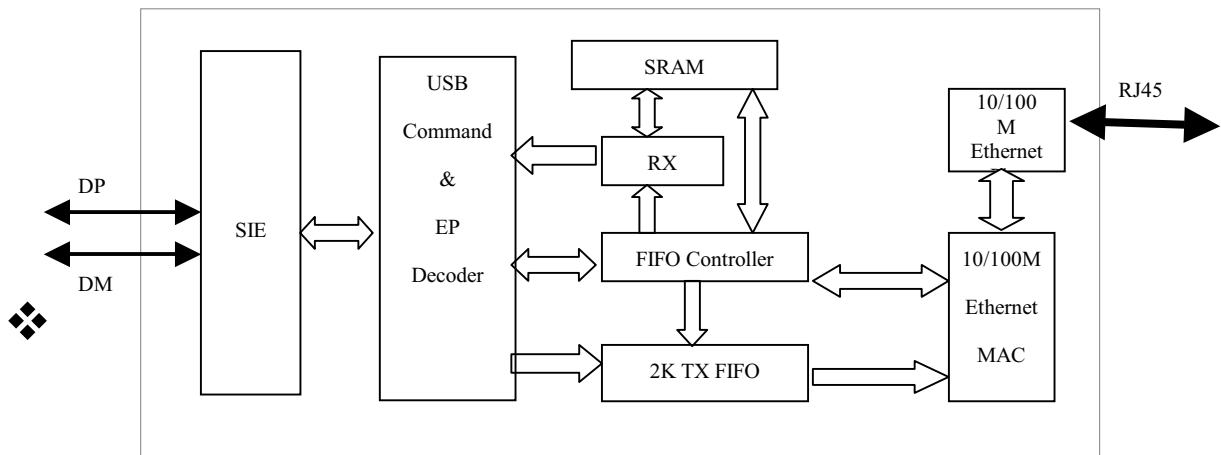 DP
DM
SIE
USB
Command
&
EP
Decoder
SRAM
RX
FIFO Controller
2K TX FIFO
10/100
M
Ethernet
10/100M
Ethernet
MAC
RJ45